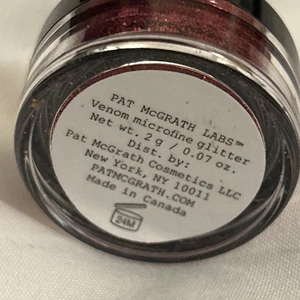 PAT McGRATH LABS™
Venom microfine glitter
Net wt. 2 g / 0.07 oz.
Dist. by:
Pat McGrath Cosmetics LLC
New York, NY 10011
PATMCGRATH.COM
Made in Canada
24M